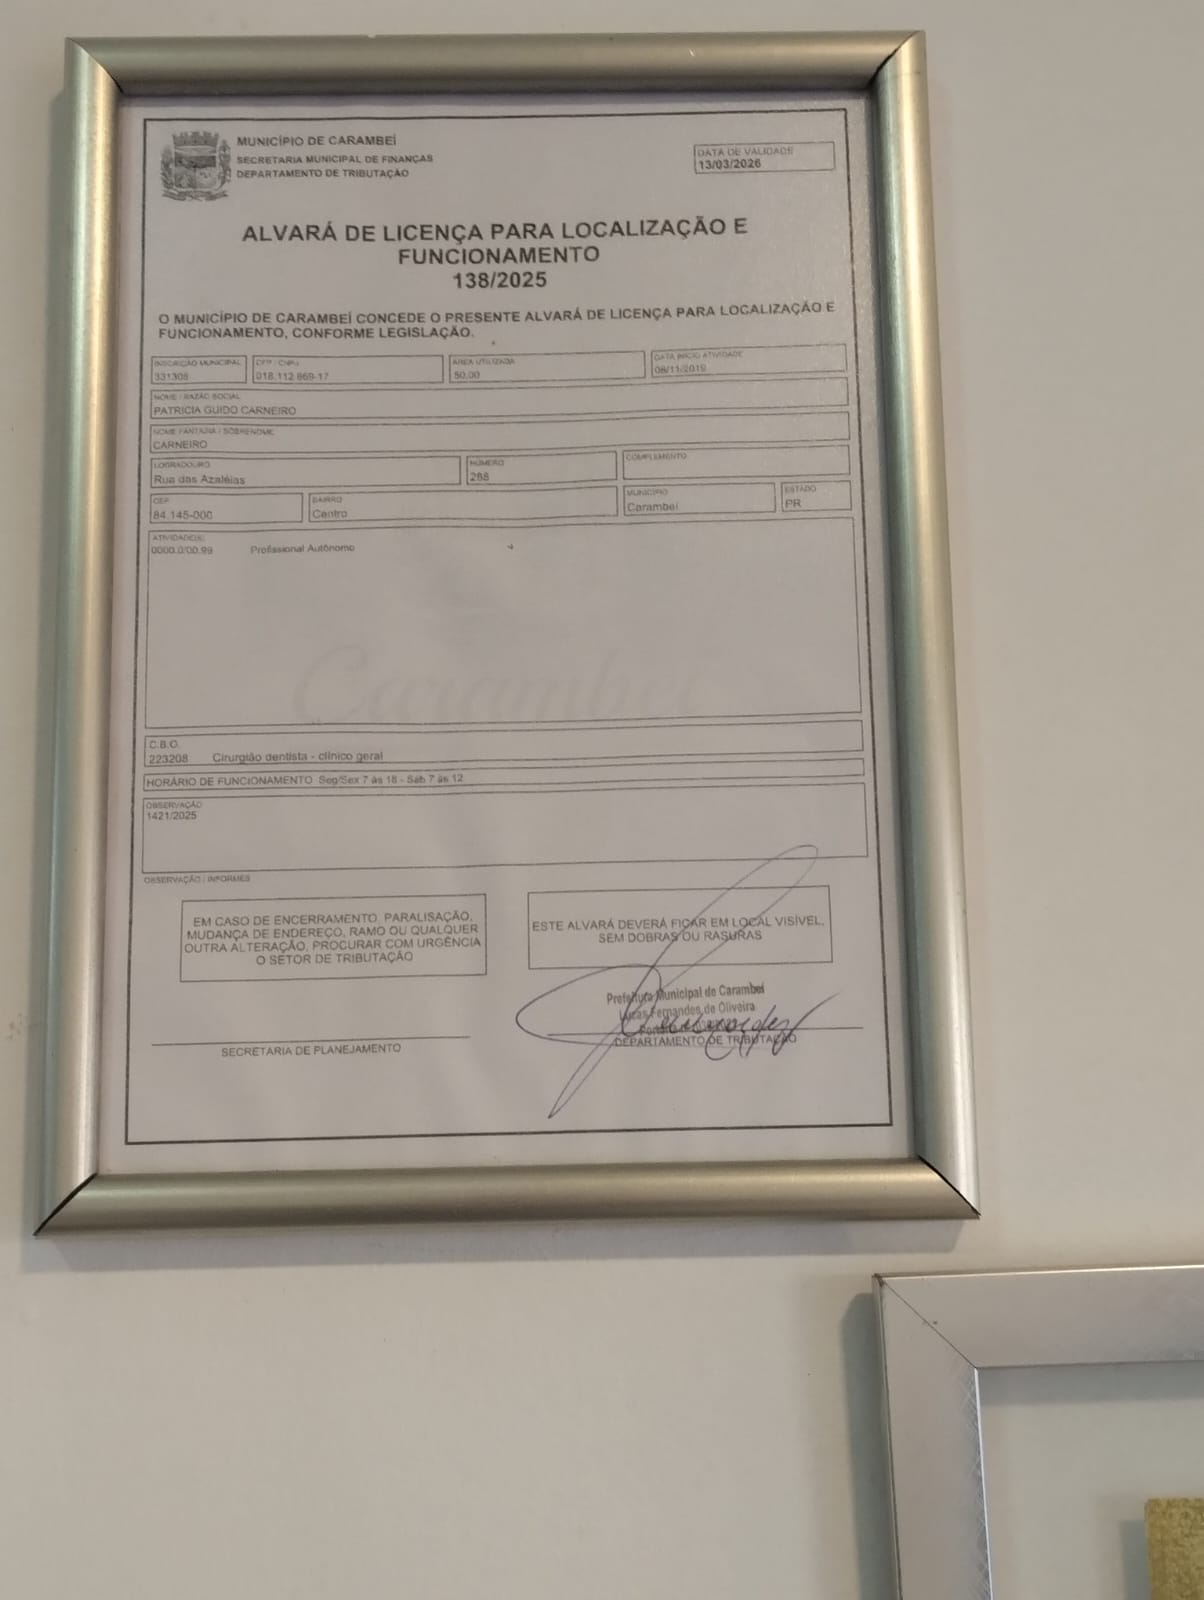 MUNICÍPIO DE CARAMBEÍ
SECRETARIA MUNICIPAL DE FINANÇAS
DEPARTAMENTO DE TRIBUTAÇÃO
DATA DE VALIDADE
13/03/2026
ALVARÁ DE LICENÇA PARA LOCALIZAÇÃO E
FUNCIONAMENTO
138/2025
O MUNICÍPIO DE CARAMBEÍ CONCEDE O PRESENTE ALVARÁ DE LICENÇA PARA LOCALIZAÇÃO E
FUNCIONAMENTO, CONFORME LEGISLAÇÃO.
INSCRIÇÃO MUNICIPAL
331308
CPF / CNPJ
018.112.869-17
ÁREA UTILIZADA
50,00
DATA INÍCIO ATIVIDADE
08/11/2019
NOME / RAZÃO SOCIAL
PATRICIA GUIDO CARNEIRO
NOME FANTASIA / SOBRENOME
CARNEIRO
LOGRADOURO
Rua das Azaléias
NÚMERO
288
COMPLEMENTO
CEP
84.145-000
BAIRRO
Centro
MUNICÍPIO
Carambeí
ESTADO
PR
ATIVIDADE(S)
0000.0/00.99 Profissional Autônomo
Carambeí
C.B.O.
223208 Cirurgião dentista - clínico geral
HORÁRIO DE FUNCIONAMENTO Seg/Sex 7 às 18 - Sab 7 às 12
OBSERVAÇÃO
1421/2025
OBSERVAÇÃO / INFORMES
EM CASO DE ENCERRAMENTO, PARALISAÇÃO,
MUDANÇA DE ENDEREÇO, RAMO OU QUALQUER
OUTRA ALTERAÇÃO, PROCURAR COM URGÊNCIA
O SETOR DE TRIBUTAÇÃO
ESTE ALVARÁ DEVERÁ FICAR EM LOCAL VISÍVEL,
SEM DOBRAS OU RASURAS
Prefeitura Municipal de Carambeí
Lucas Fernandes de Oliveira
SECRETARIA DE PLANEJAMENTO
DEPARTAMENTO DE TRIBUTAÇÃO